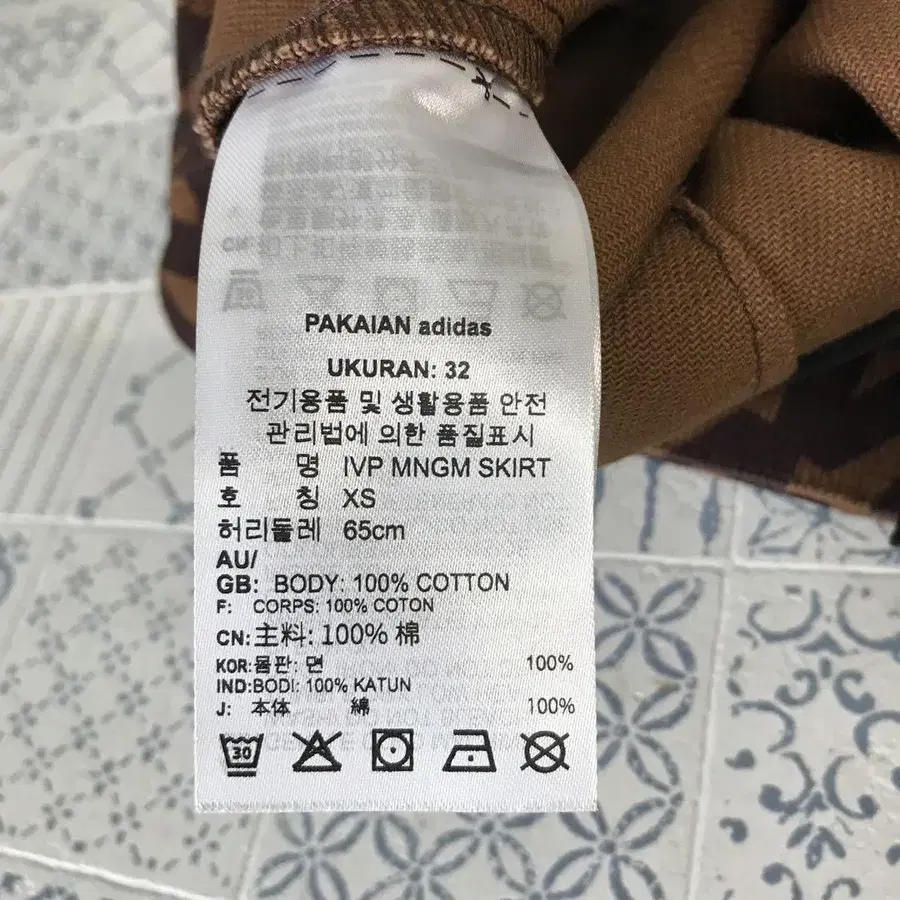 PAKAIAN adidas
UKURAN: 32
전기용품 및 생활용품 안전
관리법에 의한 품질표시
품 명 IVP MNGM SKIRT
호 칭 XS
허리둘레 65cm
AU/
GB: BODY: 100% COTTON
F: CORPS: 100% COTON
CN: 主料: 100% 棉
KOR:몸판: 면 100%
IND:BODI: 100% KATUN
J: 本体 綿 100%
30